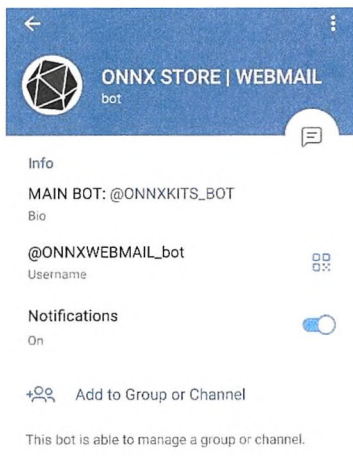 ONNX STORE | WEBMAIL
bot
Info
MAIN BOT: @ONNXKITS_BOT
Bio
@ONNXWEBMAIL_bot
Username
Notifications
On
Add to Group or Channel
This bot is able to manage a group or channel.